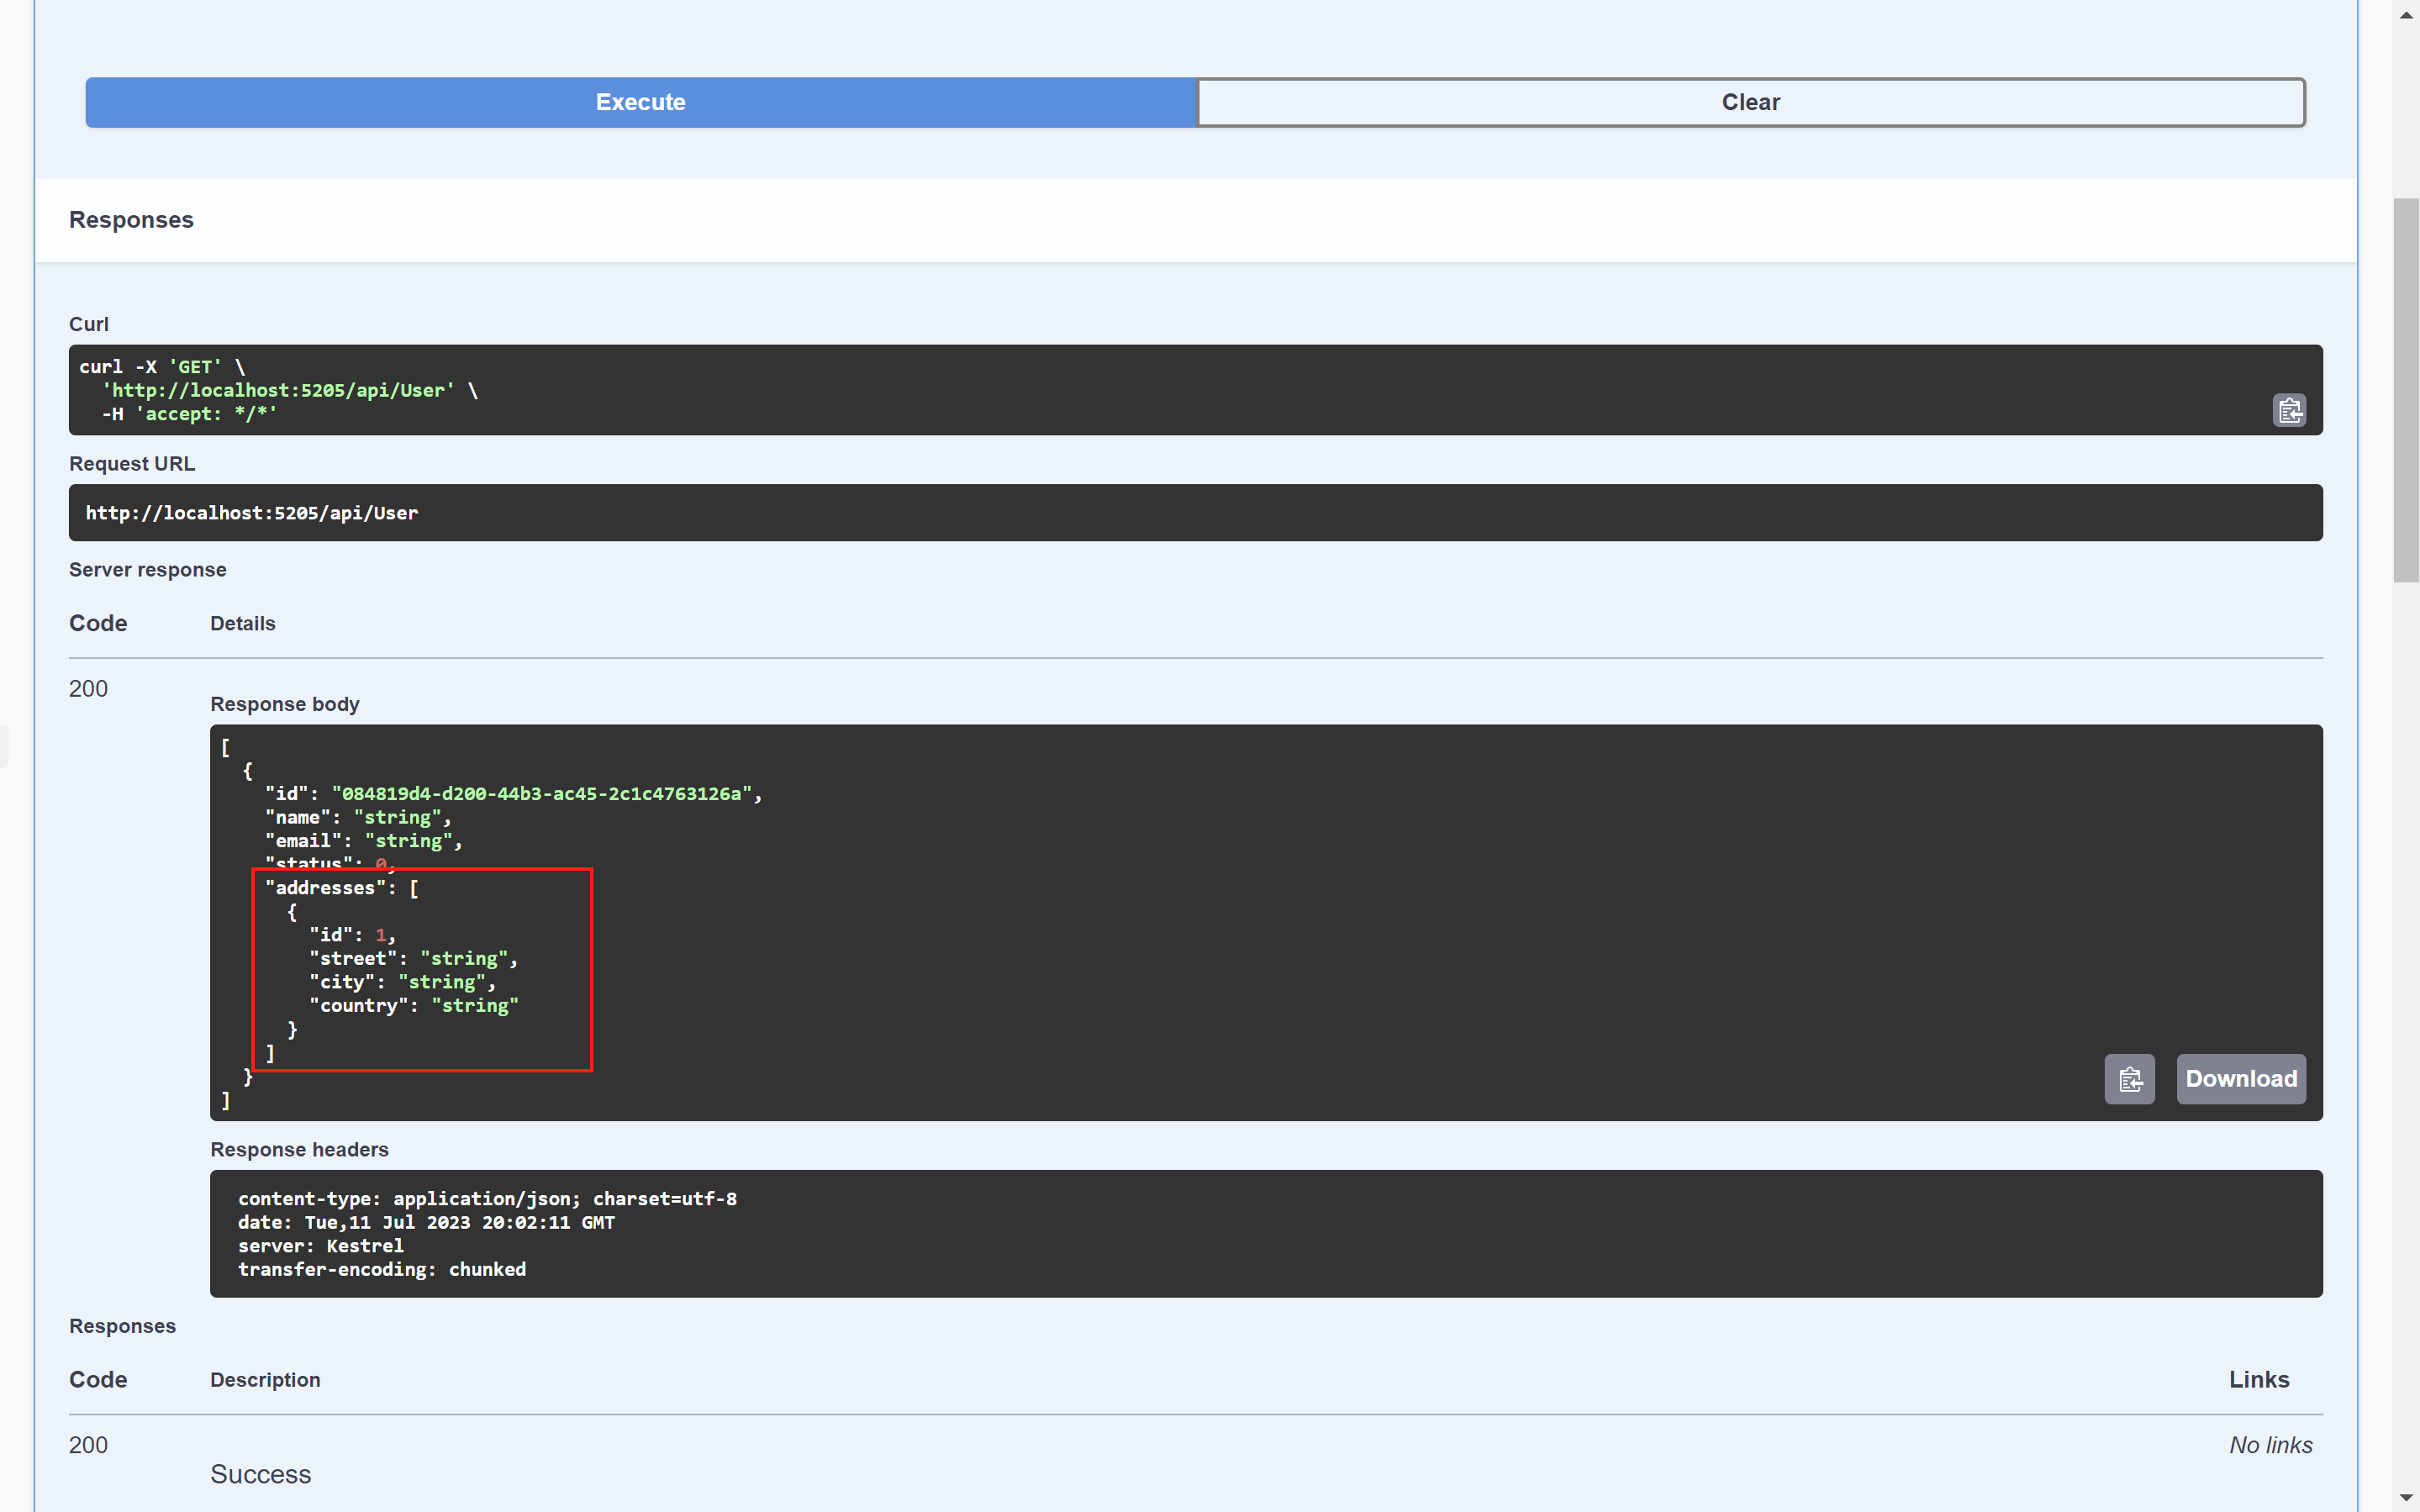 Execute
Clear
Responses
Curl
curl -X 'GET' \
  'http://localhost:5205/api/User' \
  -H 'accept: */*'
Request URL
http://localhost:5205/api/User
Server response
Code Details
200
Response body
[
  {
    "id": "084819d4-d200-44b3-ac45-2c1c4763126a",
    "name": "string",
    "email": "string",
    "status": 0,
    "addresses": [
      {
        "id": 1,
        "street": "string",
        "city": "string",
        "country": "string"
      }
    ]
  }
]
Download
Response headers
content-type: application/json; charset=utf-8
date: Tue,11 Jul 2023 20:02:11 GMT
server: Kestrel
transfer-encoding: chunked
Responses
Code Description Links
200 No links
Success